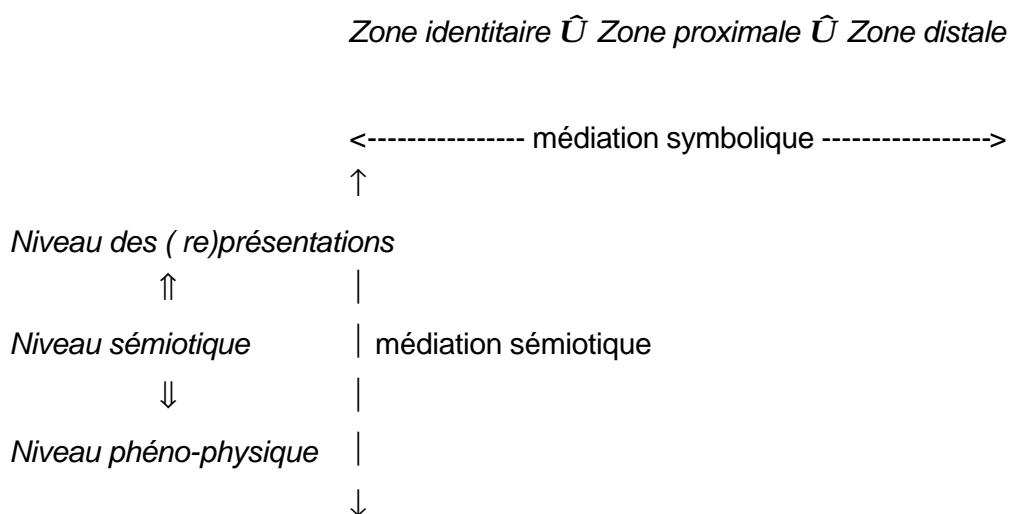 Zone identitaire Û Zone proximale Û Zone distale
<---------------- médiation symbolique ----------------->
↑
Niveau des ( re)présentations
⇑ |
Niveau sémiotique | médiation sémiotique
⇓ |
Niveau phéno-physique |
↓